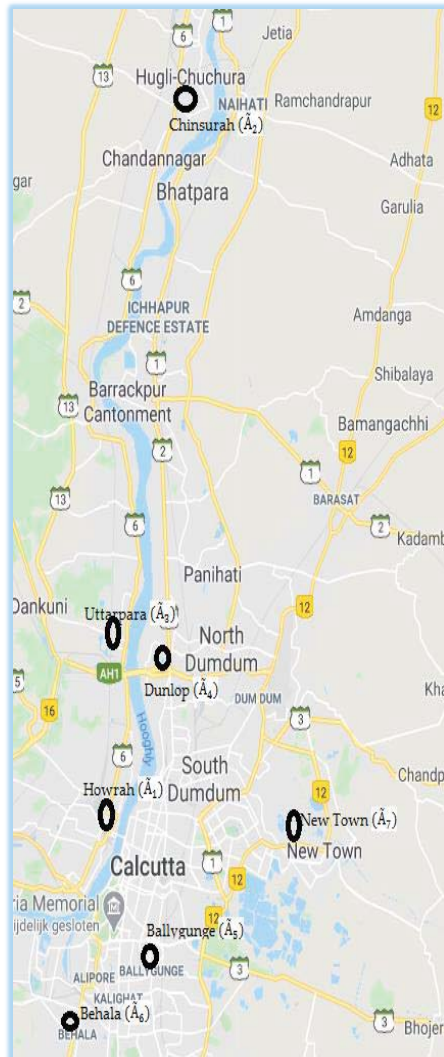 6
Jetia
13
Hugli-Chuchura
NAIHATI
Ramchandrapur
12
Chinsurah (Ã₂)
Chandannagar
Adhata
gar
Bhatpara
Garulia
1
6
2
ICHHAPUR
DEFENCE ESTATE
Amdanga
1
Shibalaya
Barrackpur
Cantonment
13
Bamangachhi
2
12
1
13
BARASAT
6
2
Kadamb
Panihati
Dankuni
Uttarpara (Ã₃)
12
North
Dumdum
AH1
5
Dunlop (Ã₄)
Kha
16
DUM DUM
3
Hooghly
6
South
Dumdum
Chandp
Howrah (Ã₁)
12
New Town (Ã₇)
New Town
1
Calcutta
12
ria Memorial
ijdelijk gesloten
12
Ballygunge (Ã₅)
BALLYGUNGE
3
ALIPORE
KALIGHAT
Behala (Ã₆)
BEHALA
3
Bhojer